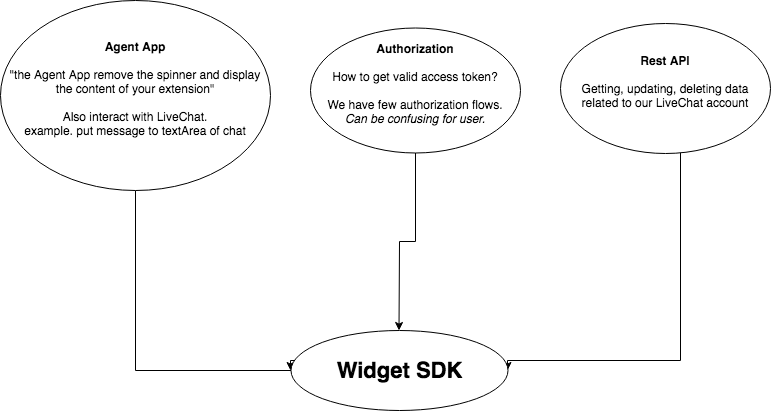 Agent App
"the Agent App remove the spinner and display
the content of your extension"
Also interact with LiveChat.
example. put message to textArea of chat
Authorization
How to get valid access token?
We have few authorization flows.
Can be confusing for user.
Rest API
Getting, updating, deleting data
related to our LiveChat account
Widget SDK